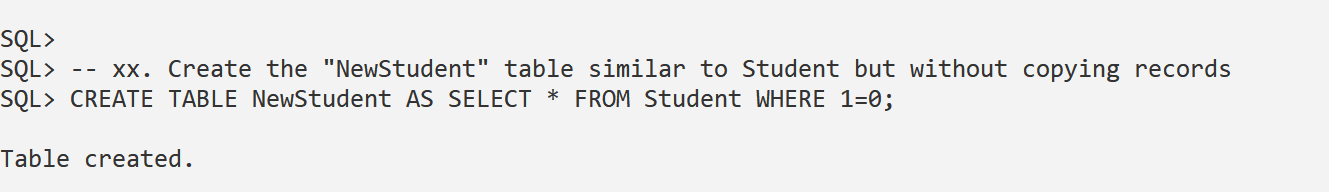 SQL>
SQL> -- xx. Create the "NewStudent" table similar to Student but without copying records
SQL> CREATE TABLE NewStudent AS SELECT * FROM Student WHERE 1=0;
Table created.